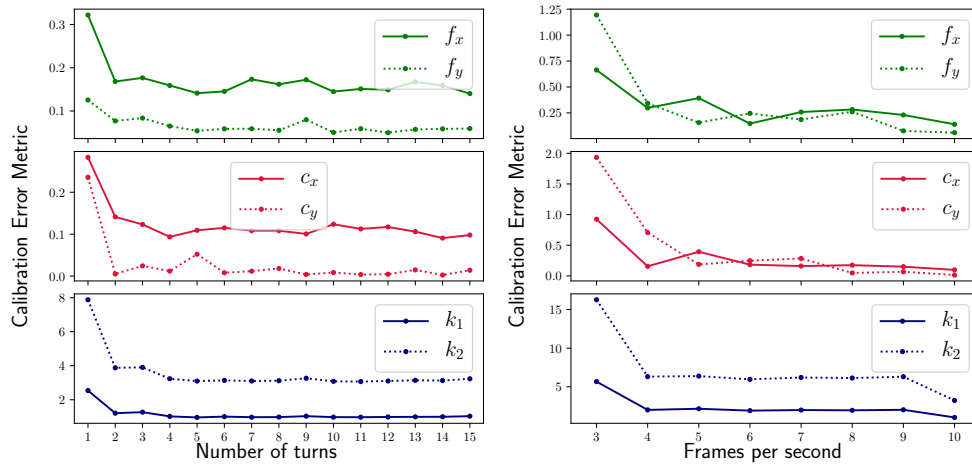 0.3
0.2
0.1
f_x
f_y
0.2
0.1
0.0
c_x
c_y
8
6
4
2
k_1
k_2
1 2 3 4 5 6 7 8 9 10 11 12 13 14 15
Number of turns
Calibration Error Metric
1.25
1.00
0.75
0.50
0.25
f_x
f_y
2.0
1.5
1.0
0.5
0.0
c_x
c_y
15
10
5
k_1
k_2
3 4 5 6 7 8 9 10
Frames per second
Calibration Error Metric